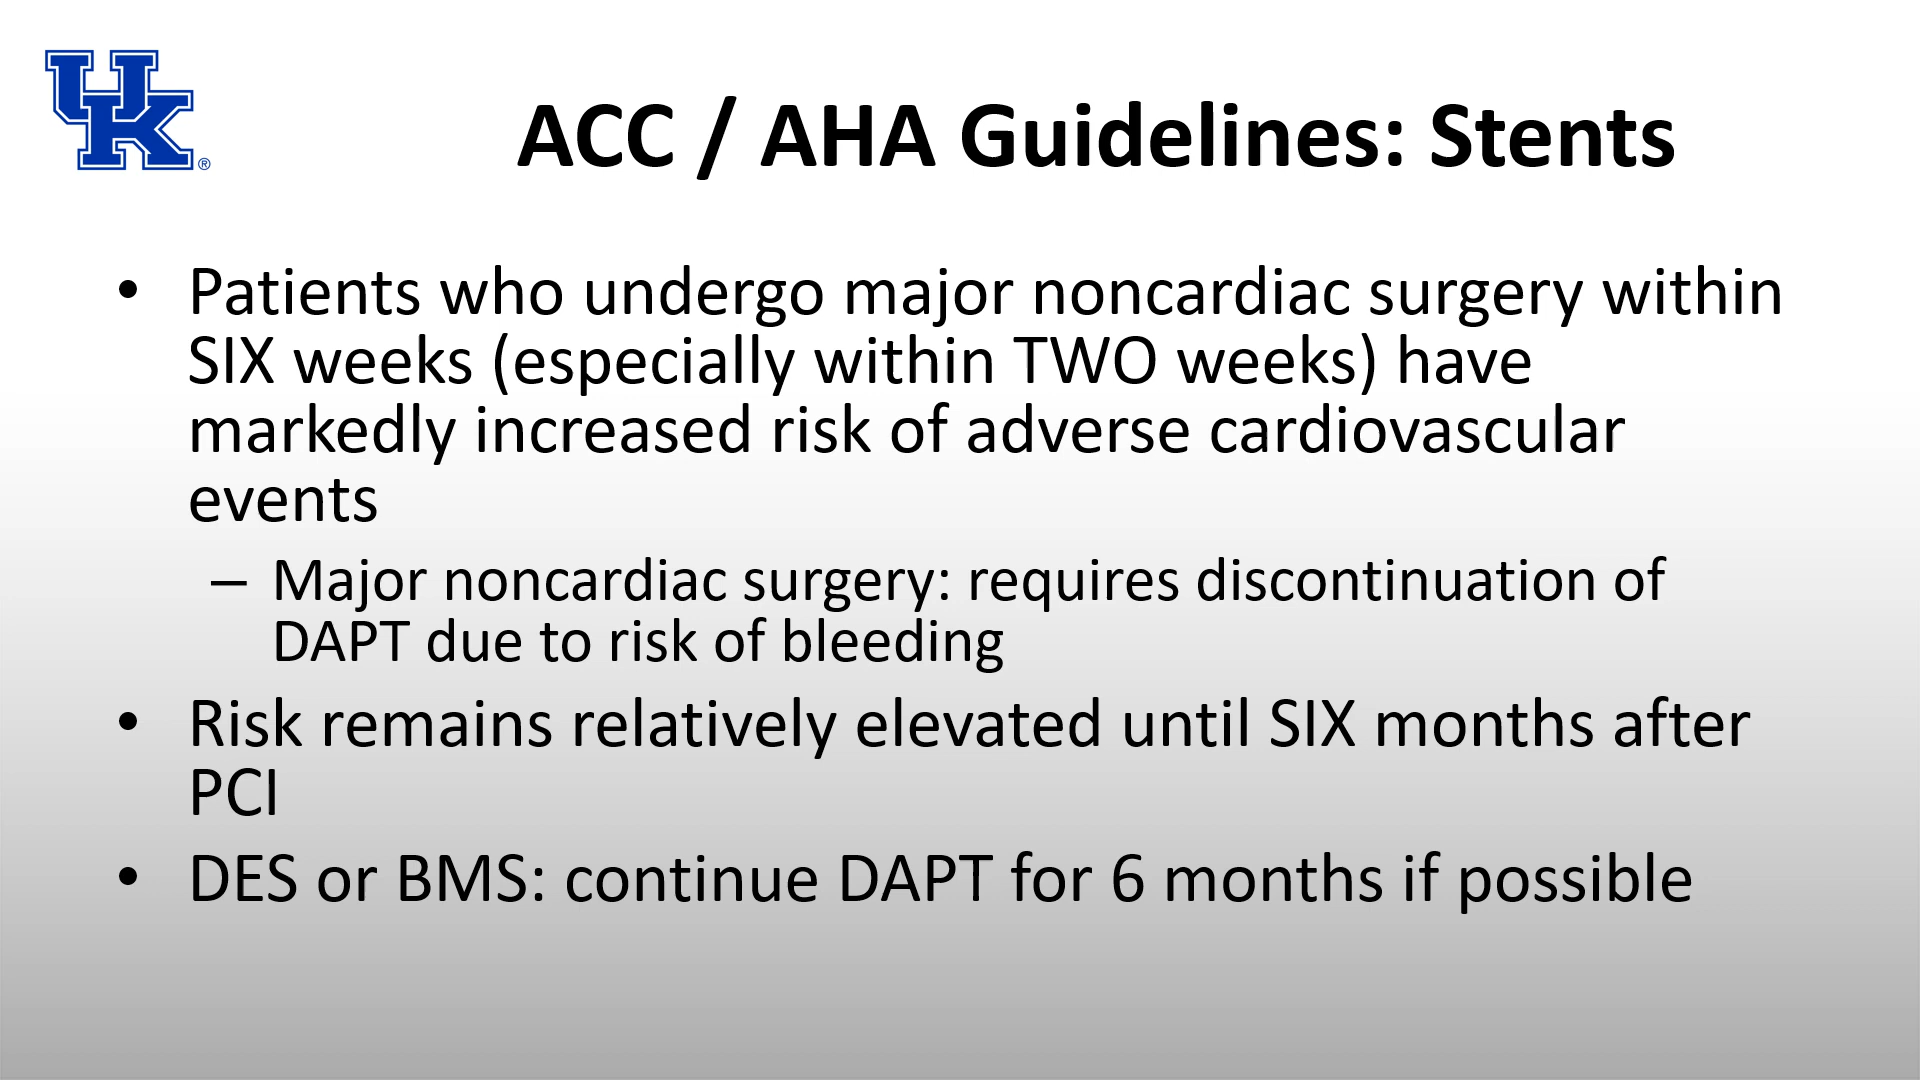 UK®
ACC / AHA Guidelines: Stents
• Patients who undergo major noncardiac surgery within
SIX weeks (especially within TWO weeks) have
markedly increased risk of adverse cardiovascular
events
– Major noncardiac surgery: requires discontinuation of
DAPT due to risk of bleeding
• Risk remains relatively elevated until SIX months after
PCI
• DES or BMS: continue DAPT for 6 months if possible